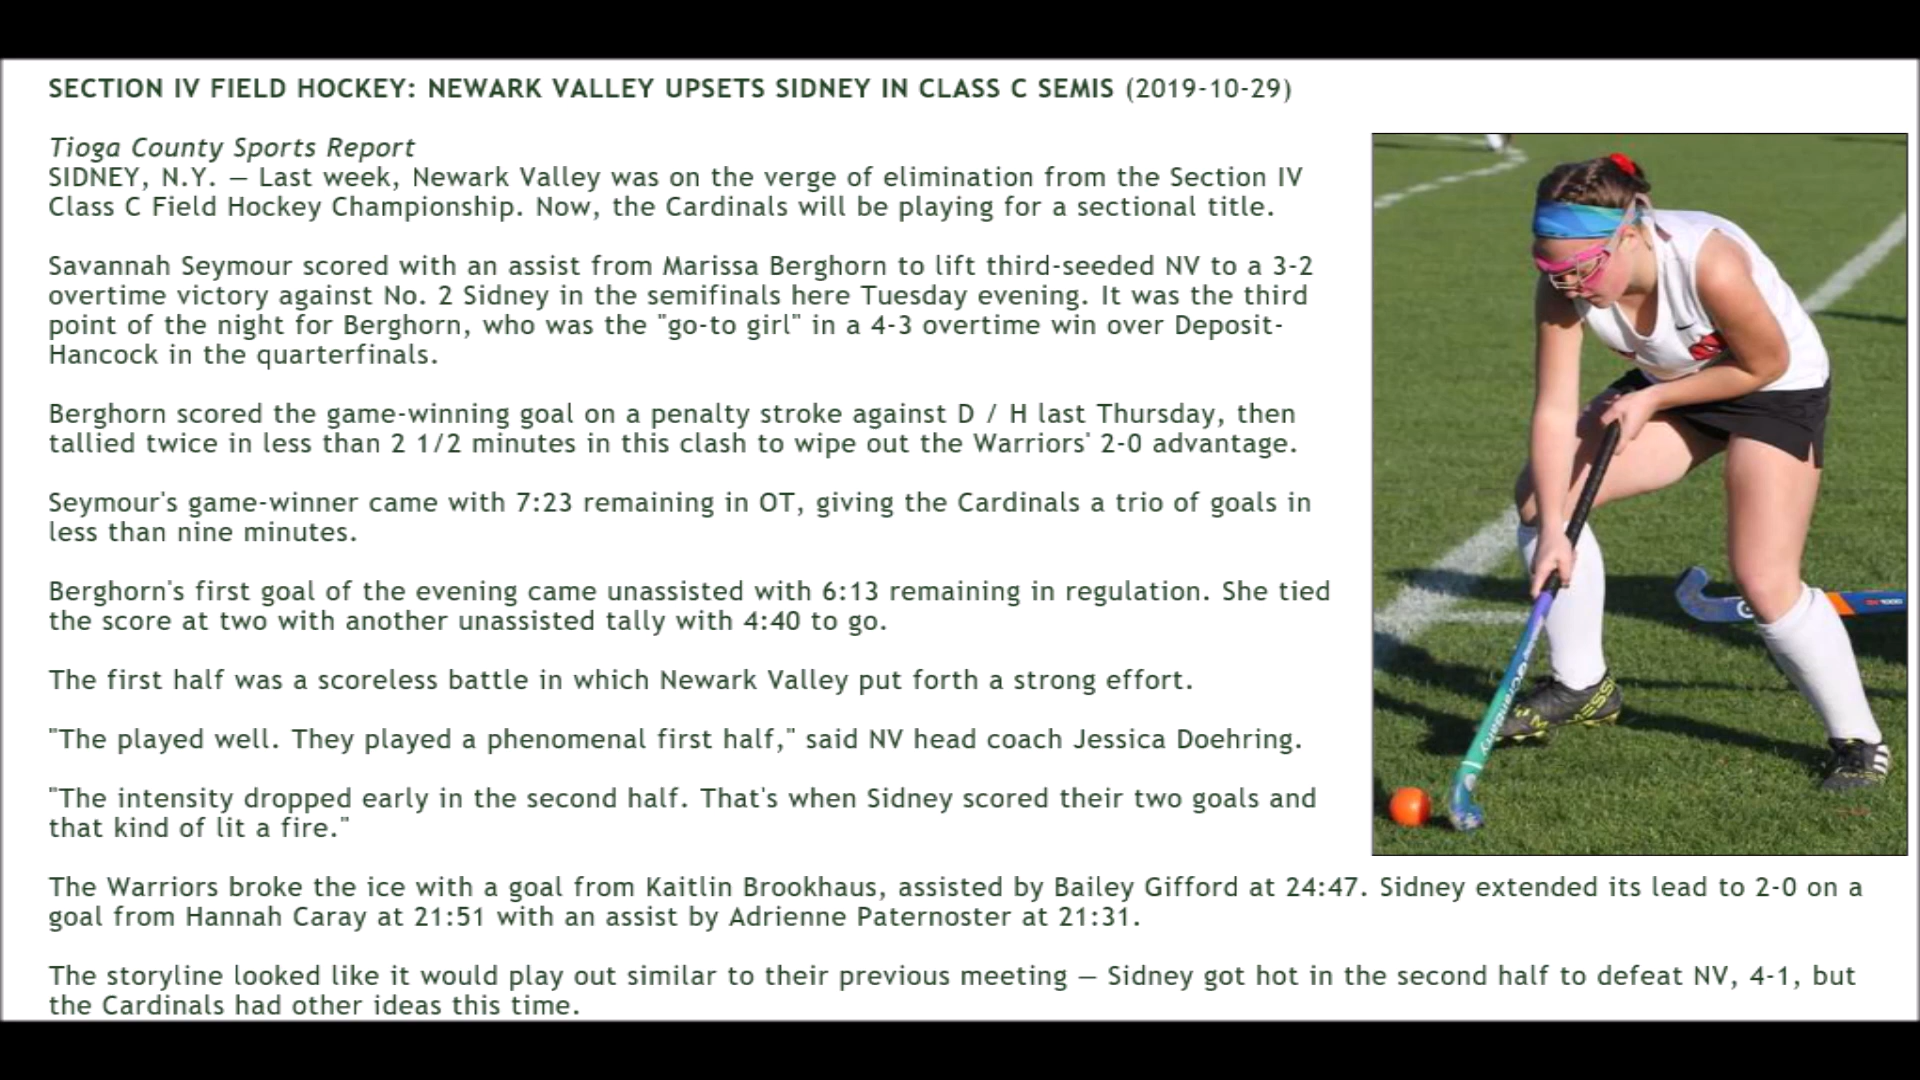 SECTION IV FIELD HOCKEY: NEWARK VALLEY UPSETS SIDNEY IN CLASS C SEMIS (2019-10-29)
Tioga County Sports Report
SIDNEY, N.Y. — Last week, Newark Valley was on the verge of elimination from the Section IV
Class C Field Hockey Championship. Now, the Cardinals will be playing for a sectional title.
Savannah Seymour scored with an assist from Marissa Berghorn to lift third-seeded NV to a 3-2
overtime victory against No. 2 Sidney in the semifinals here Tuesday evening. It was the third
point of the night for Berghorn, who was the "go-to girl" in a 4-3 overtime win over Deposit-
Hancock in the quarterfinals.
Berghorn scored the game-winning goal on a penalty stroke against D / H last Thursday, then
tallied twice in less than 2 1/2 minutes in this clash to wipe out the Warriors' 2-0 advantage.
Seymour's game-winner came with 7:23 remaining in OT, giving the Cardinals a trio of goals in
less than nine minutes.
Berghorn's first goal of the evening came unassisted with 6:13 remaining in regulation. She tied
the score at two with another unassisted tally with 4:40 to go.
The first half was a scoreless battle in which Newark Valley put forth a strong effort.
"The played well. They played a phenomenal first half," said NV head coach Jessica Doehring.
"The intensity dropped early in the second half. That's when Sidney scored their two goals and
that kind of lit a fire."
The Warriors broke the ice with a goal from Kaitlin Brookhaus, assisted by Bailey Gifford at 24:47. Sidney extended its lead to 2-0 on a
goal from Hannah Caray at 21:51 with an assist by Adrienne Paternoster at 21:31.
The storyline looked like it would play out similar to their previous meeting — Sidney got hot in the second half to defeat NV, 4-1, but
the Cardinals had other ideas this time.